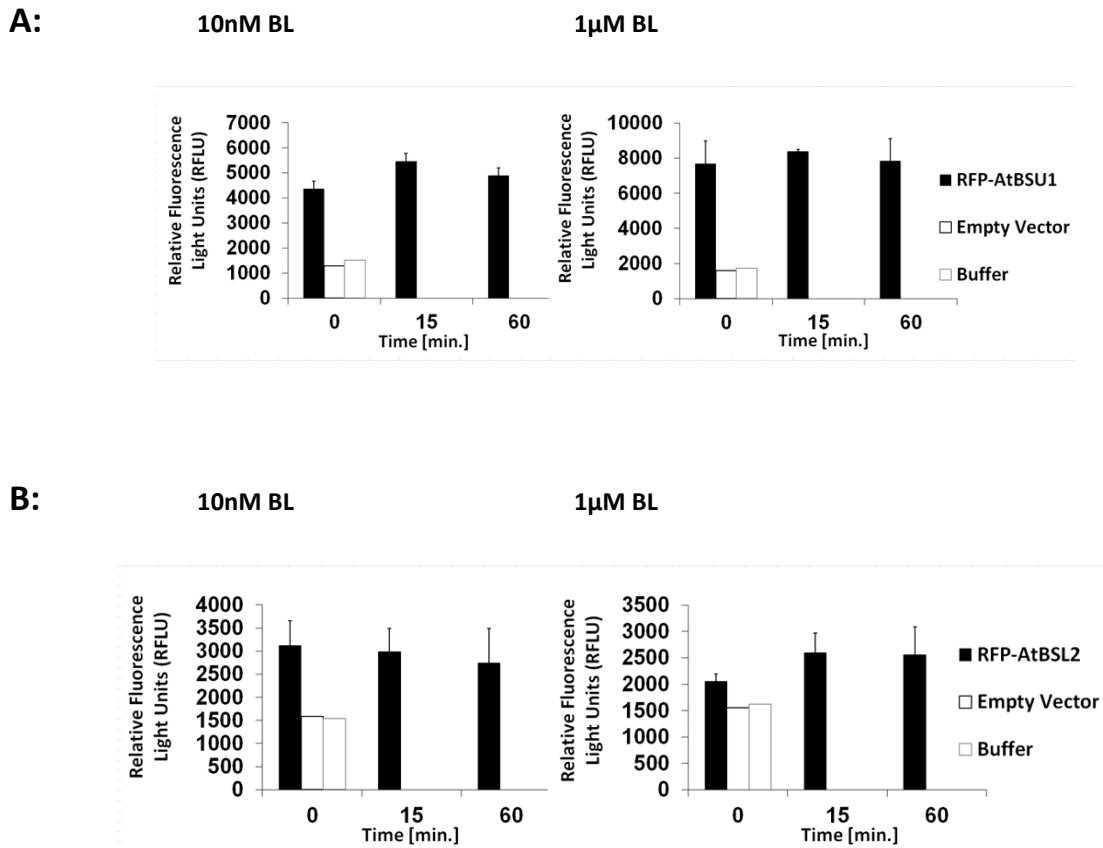 A:
10nM BL
1µM BL
Relative Fluorescence
Light Units (RFLU)
7000
6000
5000
4000
3000
2000
1000
0
0 15 60
Time [min.]
Relative Fluorescence
Light Units (RFLU)
10000
8000
6000
4000
2000
0
0 15 60
Time [min.]
RFP-AtBSU1
Empty Vector
Buffer
B:
10nM BL
1µM BL
Relative Fluorescence
Light Units (RFLU)
4000
3500
3000
2500
2000
1500
1000
500
0
0 15 60
Time [min.]
Relative Fluorescence
Light Units (RFLU)
3500
3000
2500
2000
1500
1000
500
0
0 15 60
Time [min.]
RFP-AtBSL2
Empty Vector
Buffer